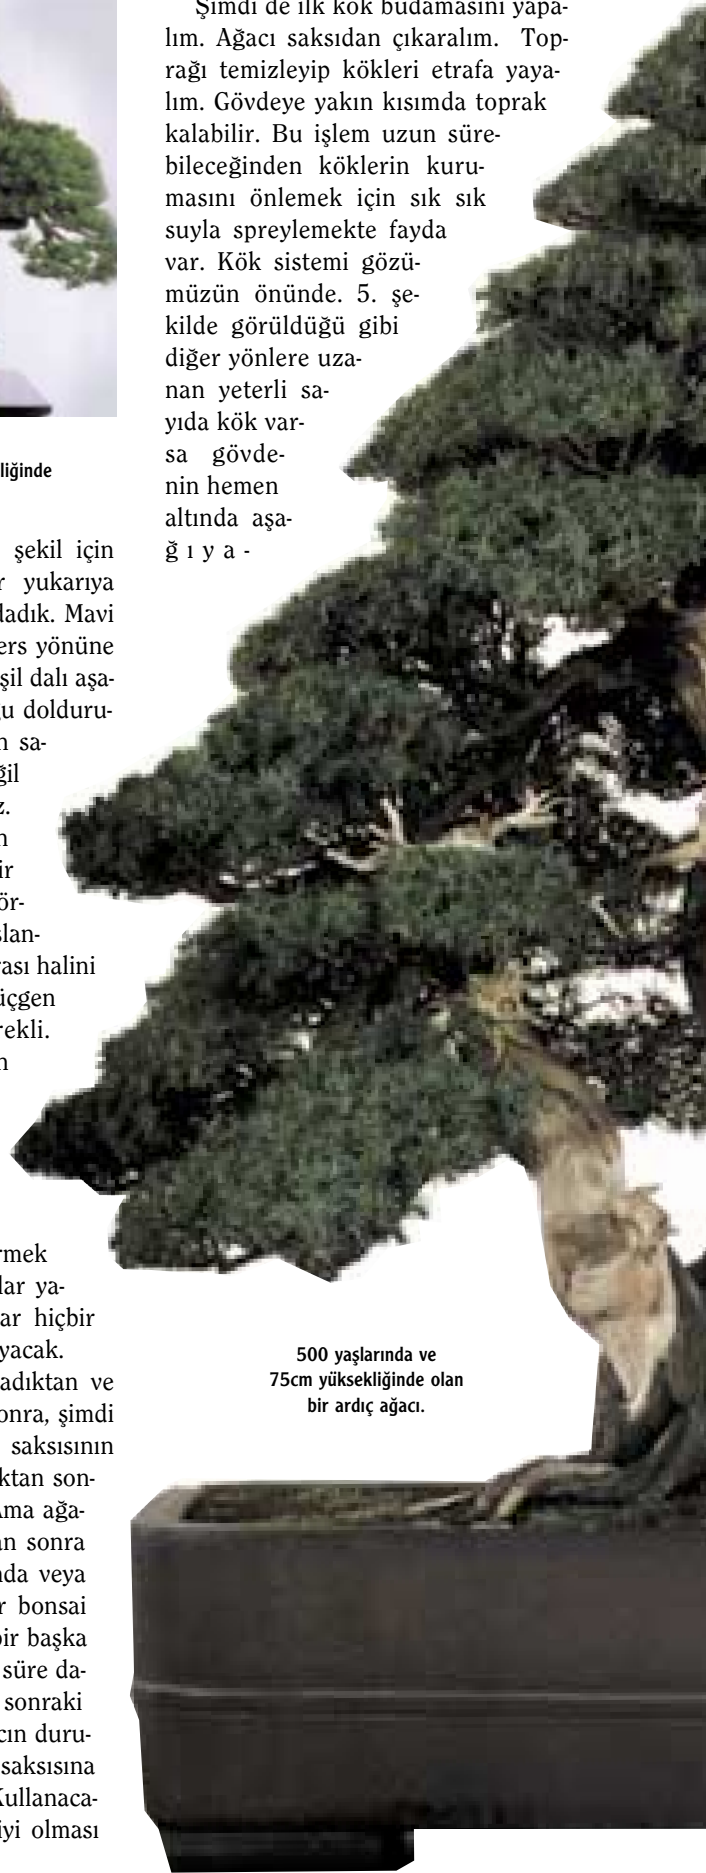 liğinde
şekil için
yukarıya
dadık. Mavi
ers yönüne
şil dalı aşa-
u dolduru-
sa-
ğil
z.
ir
ör-
slan-
ası halini
üçgen
rekli.
rmek
lar ya-
ar hiçbir
yacak.
adıktan ve
onra, şimdi
saksısının
ktan son-
Ama ağa-
an sonra
nda veya
r bonsai
bir başka
süre da-
sonraki
cın duru-
saksısına
Kullanaca-
iyi olması
Şimdi de ilk kök budamasını yapa-
lım. Ağacı saksıdan çıkaralım. Top-
rağı temizleyip kökleri etrafa yaya-
lım. Gövdeye yakın kısımda toprak
kalabilir. Bu işlem uzun süre-
bileceğinden köklerin kuru-
masını önlemek için sık sık
suyla spreylemekte fayda
var. Kök sistemi gözü-
müzün önünde. 5. şe-
kilde görüldüğü gibi
diğer yönlere uza-
nan yeterli sa-
yıda kök var-
sa gövde-
nin hemen
altında aşa-
ğıya-
500 yaşlarında ve
75cm yüksekliğinde olan
bir ardıç ağacı.